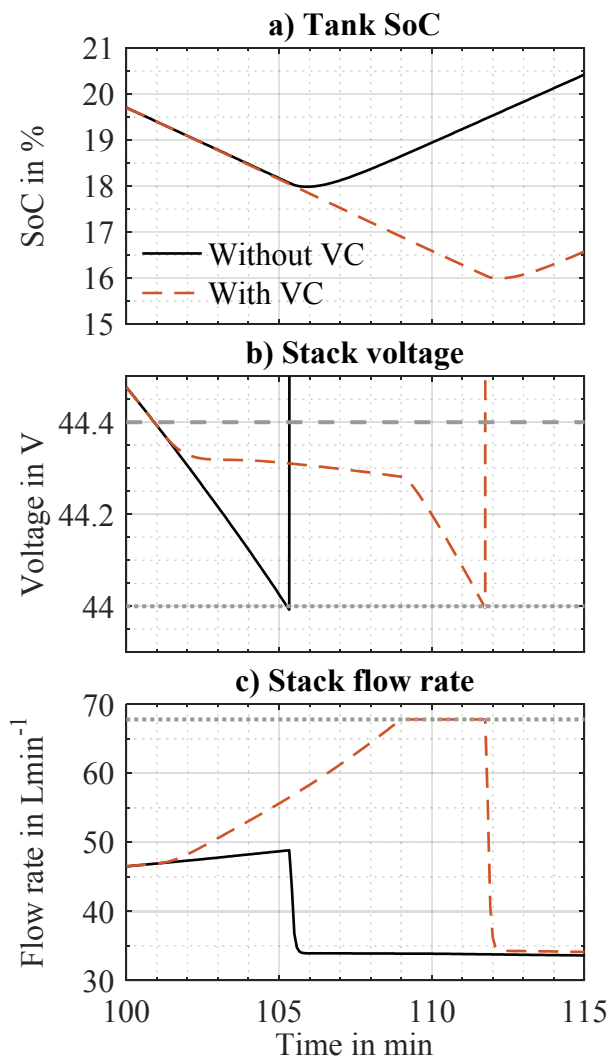 a) Tank SoC
21
20
19
18
17
16
15
SoC in %
Without VC
With VC
b) Stack voltage
44.4
44.2
44
Voltage in V
c) Stack flow rate
70
60
50
40
30
Flow rate in Lmin-1
100 105 110 115
Time in min